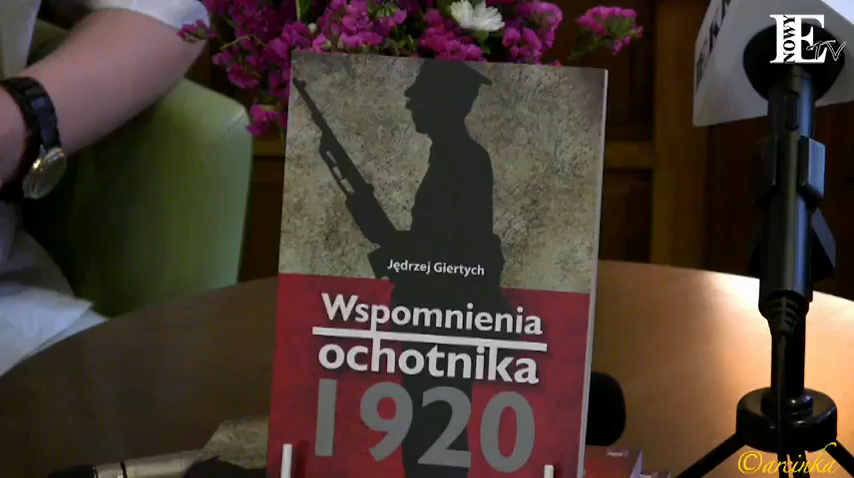 NOWY
E
TV
Jędrzej Giertych
Wspomnienia
ochotnika
1920
©arcinka